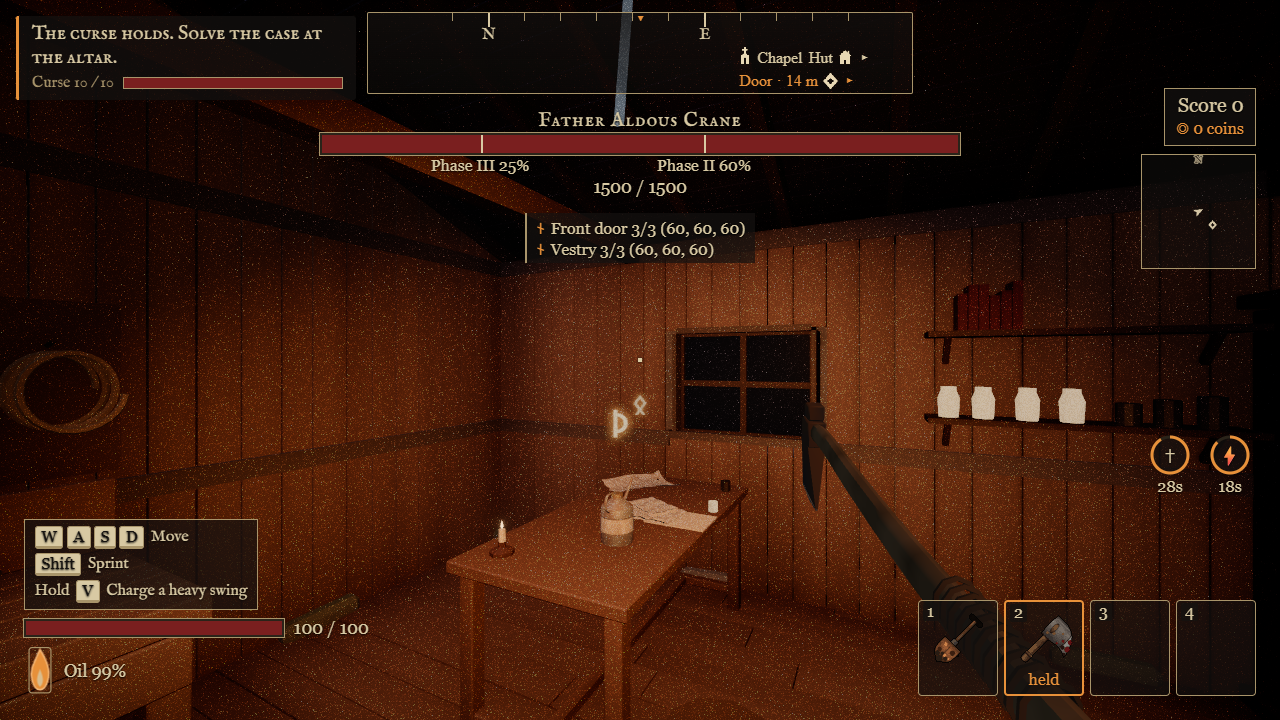 The curse holds. Solve the case at
the altar.
Curse 10/10
N
E
Chapel Hut
Door · 14 m
Father Aldous Crane
Phase III 25%
Phase II 60%
1500 / 1500
Front door 3/3 (60, 60, 60)
Vestry 3/3 (60, 60, 60)
Score 0
0 coins
ᚦ
ᛟ
28s
18s
W A S D Move
Shift Sprint
Hold V Charge a heavy swing
100 / 100
Oil 99%
1
2
3
4
held